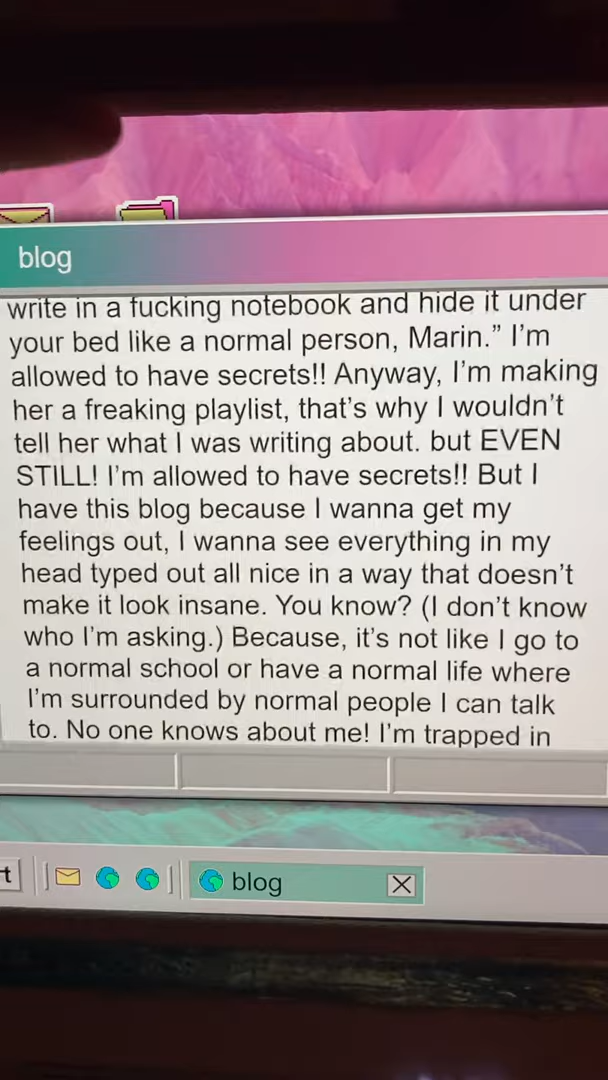 blog
write in a fucking notebook and hide it under
your bed like a normal person, Marin.” I’m
allowed to have secrets!! Anyway, I’m making
her a freaking playlist, that’s why I wouldn’t
tell her what I was writing about. but EVEN
STILL! I’m allowed to have secrets!! But I
have this blog because I wanna get my
feelings out, I wanna see everything in my
head typed out all nice in a way that doesn’t
make it look insane. You know? (I don’t know
who I’m asking.) Because, it’s not like I go to
a normal school or have a normal life where
I’m surrounded by normal people I can talk
to. No one knows about me! I’m trapped in
t
blog